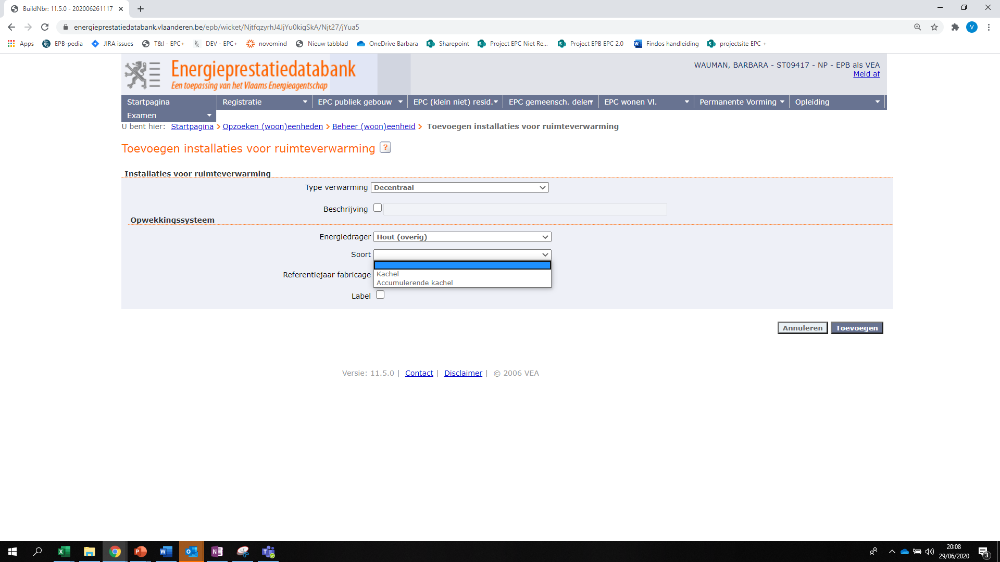 BuildNbr: 11.5.0 - 202006261117
energieprestatiedatabank.vlaanderen.be/epb/wicket/NjtfqzyrhJ4JjYu0kigSkA/Njt27/jYua5
V
Apps EPB-pedia JIRA issues T&I - EPC+ DEV - EPC+ novomind Nieuw tabblad OneDrive Barbara Sharepoint Project EPC Niet Re... Project EPB EPC 2.0 Findos handleiding projectsite EPC +
Energieprestatiedatabank
Een toepassing van het Vlaams Energieagentschap
WAUMAN, BARBARA - ST09417 - NP - EPB als VEA
Meld af
Startpagina Registratie EPC publiek gebouw EPC (klein niet) resid. EPC gemeensch. delen EPC wonen Vl. Permanente Vorming Opleiding
Examen
U bent hier: Startpagina > Opzoeken (woon)eenheden > Beheer (woon)eenheid > Toevoegen installaties voor ruimteverwarming
Toevoegen installaties voor ruimteverwarming ?
Installaties voor ruimteverwarming
Type verwarming Decentraal
Beschrijving
Opwekkingssysteem
Energiedrager Hout (overig)
Soort
Kachel
Referentiejaar fabricage
Accumulerende kachel
Label
Annuleren Toevoegen
Versie: 11.5.0 | Contact | Disclaimer | © 2006 VEA
20:08
29/06/2020
3